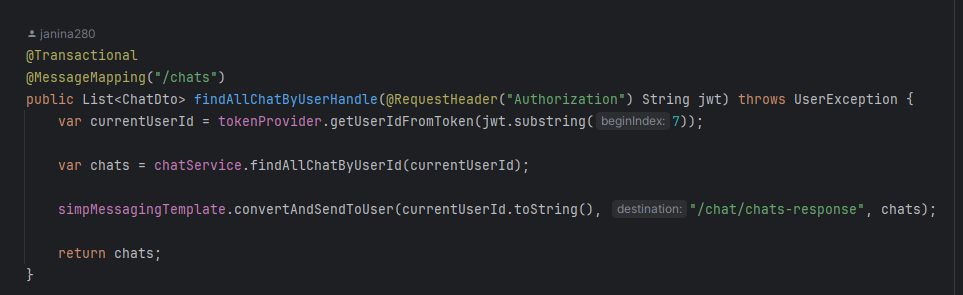 janina280
@Transactional
@MessageMapping("/chats")
public List<ChatDto> findAllChatByUserHandle(@RequestHeader("Authorization") String jwt) throws UserException {
    var currentUserId = tokenProvider.getUserIdFromToken(jwt.substring( beginIndex: 7));
    var chats = chatService.findAllChatByUserId(currentUserId);
    simpMessagingTemplate.convertAndSendToUser(currentUserId.toString(), destination: "/chat/chats-response", chats);
    return chats;
}